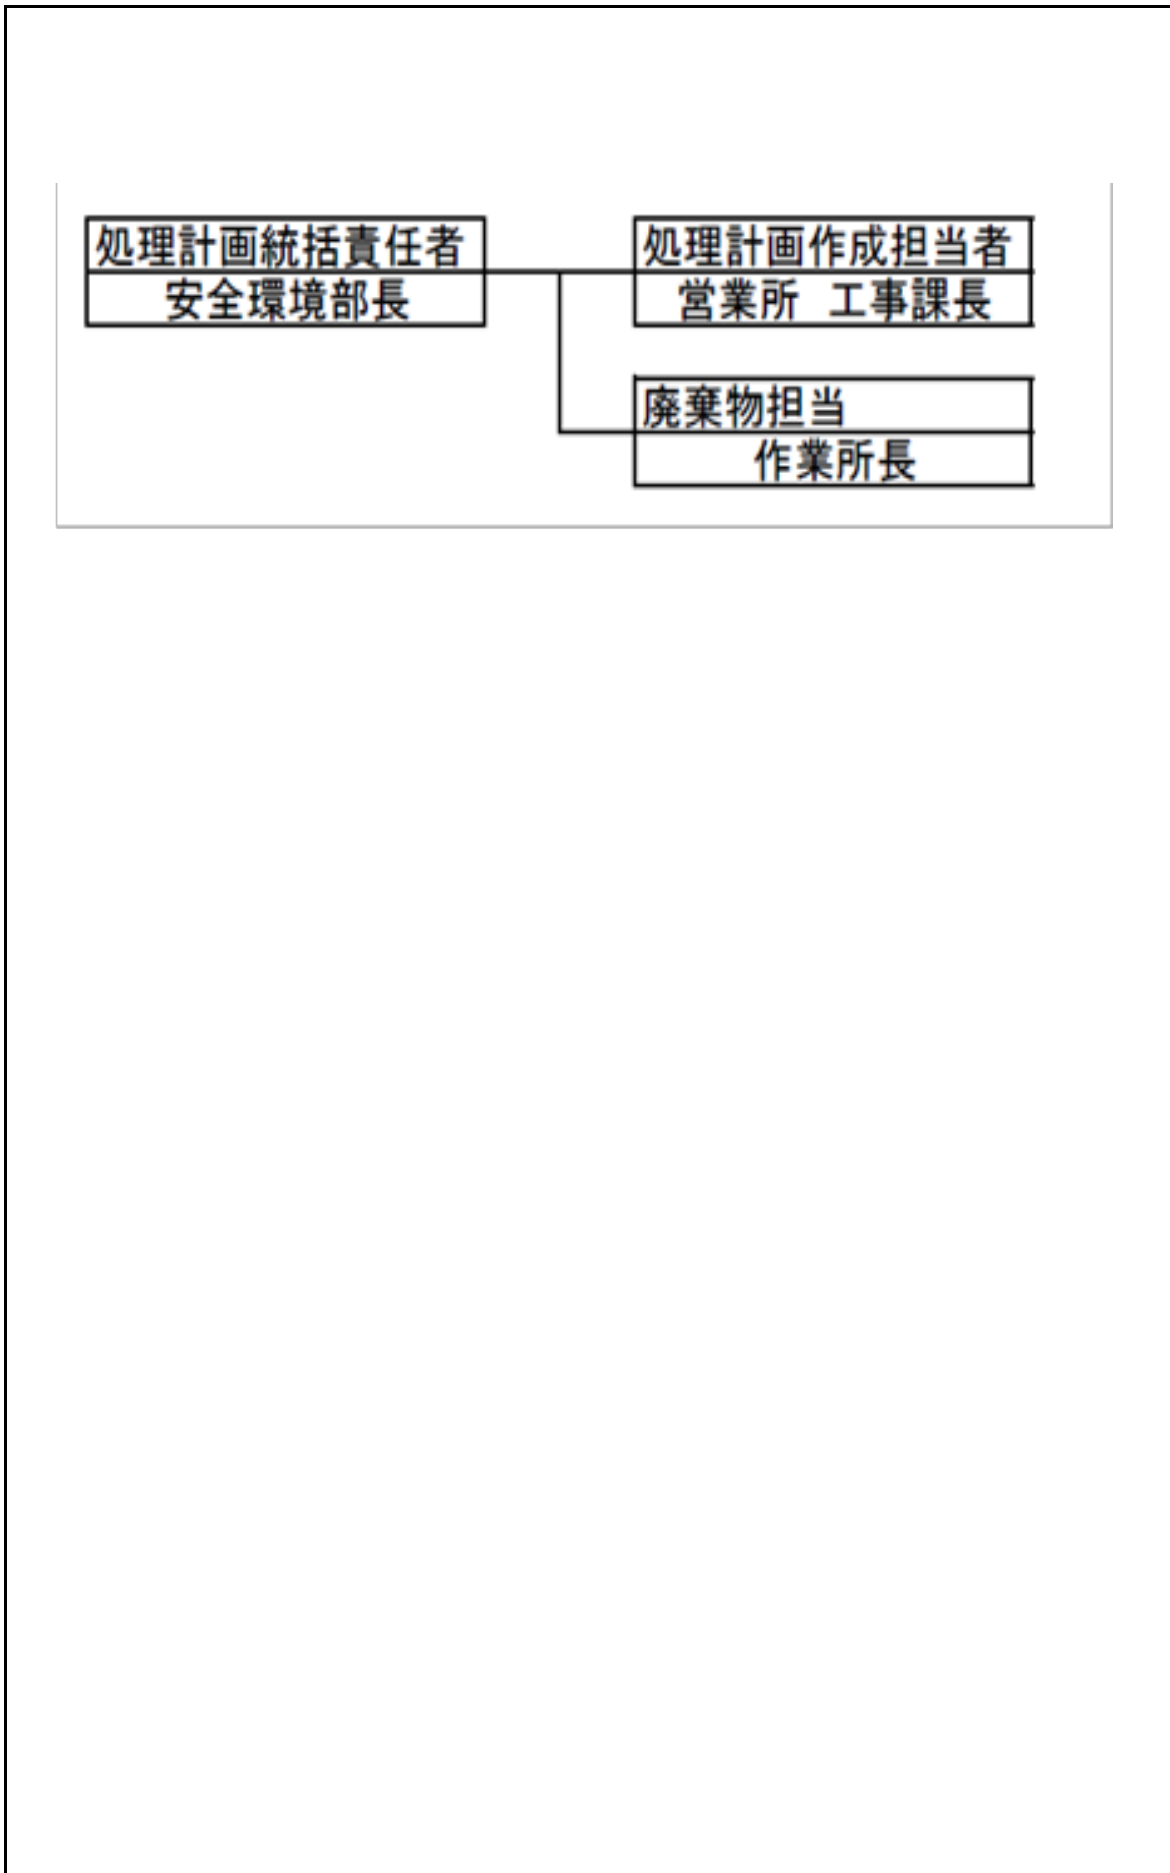 処理計画統括責任者
安全環境部長
処理計画作成担当者
営業所　工事課長
廃棄物担当
作業所長